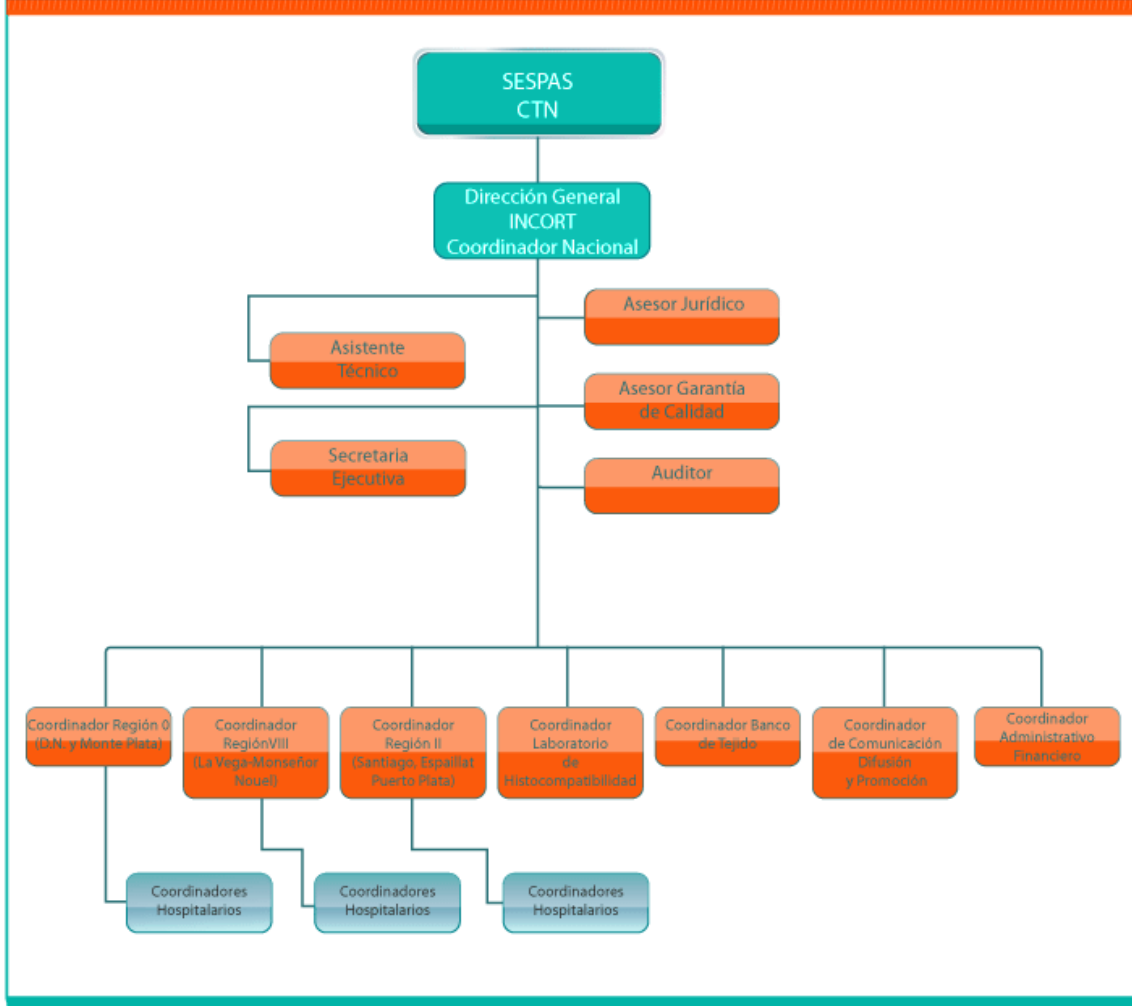 SESPAS
CTN
Dirección General
INCORT
Coordinador Nacional
Asesor Jurídico
Asistente
Técnico
Asesor Garantía
de Calidad
Secretaria
Ejecutiva
Auditor
Coordinador Región 0
(D.N. y Monte Plata)
Coordinador
RegiónVIII
(La Vega-Monseñor
Nouel)
Coordinador
Región II
(Santiago, Espaillat
Puerto Plata)
Coordinador
Laboratorio
de
Histocompatibilidad
Coordinador Banco
de Tejido
Coordinador
de Comunicación
Difusión
y Promoción
Coordinador
Administrativo
Financiero
Coordinadores
Hospitalarios
Coordinadores
Hospitalarios
Coordinadores
Hospitalarios